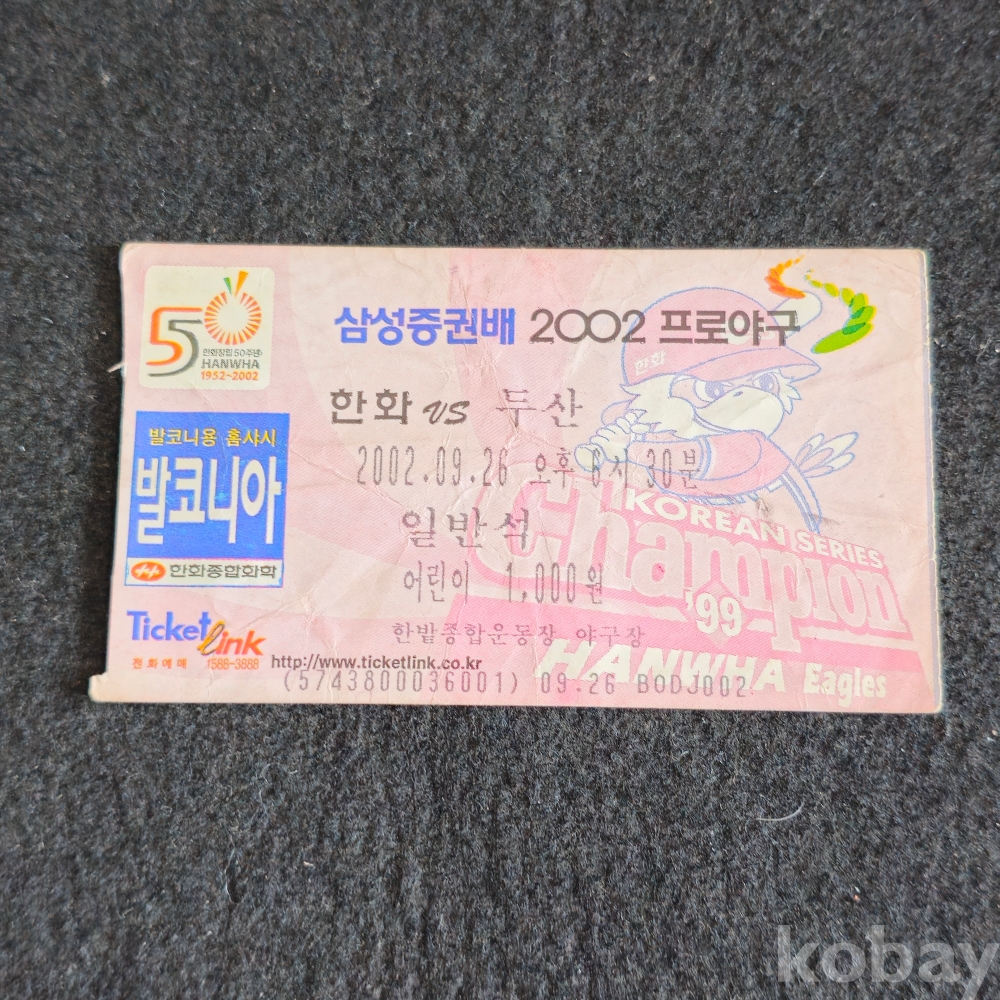 55
한화창립50주년
HANWHA
1952-2002
삼성증권배 2002 프로야구
한화
한화 VS 두산
2002.09.26 오후 6시 30분
일반석
어린이 1,000원
한밭종합운동장 야구장
발코니용 홈샤시
발코니아
한화종합화학
KOREAN SERIES
Champion
'99
HANWHA Eagles
Ticketlink
전화예매 1588-3888 http://www.ticketlink.co.kr
(5743800036001) 09.26 BODJ002
kobay